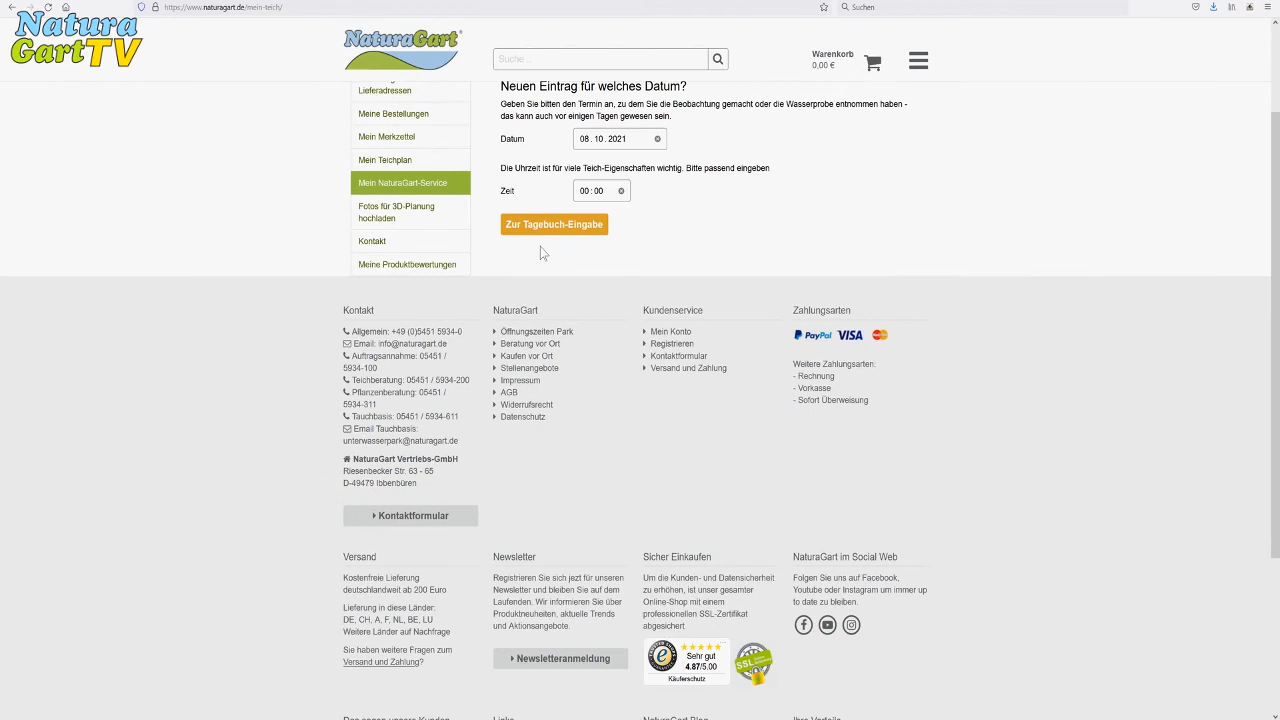 https://www.naturagart.de/mein-teich/
Suchen
Natura
Gart TV
NaturaGart
Suche ...
Warenkorb
0,00 €
Neuen Eintrag für welches Datum?
Geben Sie bitten den Termin an, zu dem Sie die Beobachtung gemacht oder die Wasserprobe entnommen haben -
das kann auch vor einigen Tagen gewesen sein.
Datum
08.10.2021
Die Uhrzeit ist für viele Teich-Eigenschaften wichtig. Bitte passend eingeben
Zeit
00:00
Zur Tagebuch-Eingabe
Lieferadressen
Meine Bestellungen
Mein Merkzettel
Mein Teichplan
Mein NaturaGart-Service
Fotos für 3D-Planung
hochladen
Kontakt
Meine Produktbewertungen
Kontakt
Allgemein: +49 (0)5451 5934-0
Email: info@naturagart.de
Auftragsannahme: 05451 /
5934-100
Teichberatung: 05451 / 5934-200
Pflanzenberatung: 05451 /
5934-311
Tauchbasis: 05451 / 5934-611
Email Tauchbasis:
unterwasserpark@naturagart.de
NaturaGart Vertriebs-GmbH
Riesenbecker Str. 63 - 65
D-49479 Ibbenbüren
Kontaktformular
NaturaGart
Öffnungszeiten Park
Beratung vor Ort
Kaufen vor Ort
Stellenangebote
Impressum
AGB
Widerrufsrecht
Datenschutz
Kundenservice
Mein Konto
Registrieren
Kontaktformular
Versand und Zahlung
Zahlungsarten
PayPal VISA
Weitere Zahlungsarten:
- Rechnung
- Vorkasse
- Sofort Überweisung
Versand
Kostenfreie Lieferung
deutschlandweit ab 200 Euro
Lieferung in diese Länder:
DE, CH, A, F, NL, BE, LU
Weitere Länder auf Nachfrage
Sie haben weitere Fragen zum
Versand und Zahlung?
Newsletter
Registrieren Sie sich jezt für unseren
Newsletter und bleiben Sie auf dem
Laufenden. Wir informieren Sie über
Produktneuheiten, aktuelle Trends
und Aktionsangebote.
Newsletteranmeldung
Sicher Einkaufen
Um die Kunden- und Datensicherheit
zu erhöhen, ist unser gesamter
Online-Shop mit einem
professionellen SSL-Zertifikat
abgesichert
Sehr gut
4.87/5.00
Käuferschutz
SSL
NaturaGart im Social Web
Folgen Sie uns auf Facebook,
Youtube oder Instagram um immer up
to date zu bleiben.
Das sagen unsere Kunden
Links
NaturaGart Blog
Ihre Vorteile